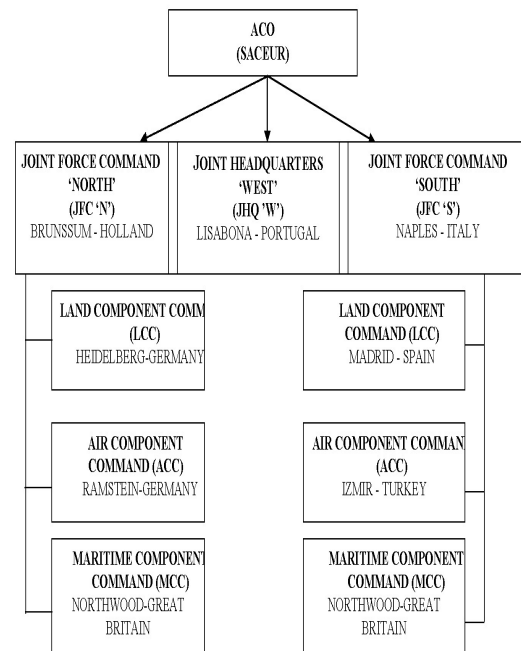 ACO
(SACEUR)
JOINT FORCE COMMAND
‘NORTH’
(JFC ‘N’)
BRUNSSUM - HOLLAND
JOINT HEADQUARTERS
‘WEST’
(JHQ 'W')
LISABONA - PORTUGAL
JOINT FORCE COMMAND
‘SOUTH’
(JFC ‘S’)
NAPLES - ITALY
LAND COMPONENT COMM
(LCC)
HEIDELBERG-GERMANY
AIR COMPONENT
COMMAND (ACC)
RAMSTEIN-GERMANY
MARITIME COMPONENT
COMMAND (MCC)
NORTHWOOD-GREAT
BRITAIN
LAND COMPONENT
COMMAND (LCC)
MADRID - SPAIN
AIR COMPONENT COMMAN
(ACC)
IZMIR - TURKEY
MARITIME COMPONENT
COMMAND (MCC)
NORTHWOOD-GREAT
BRITAIN